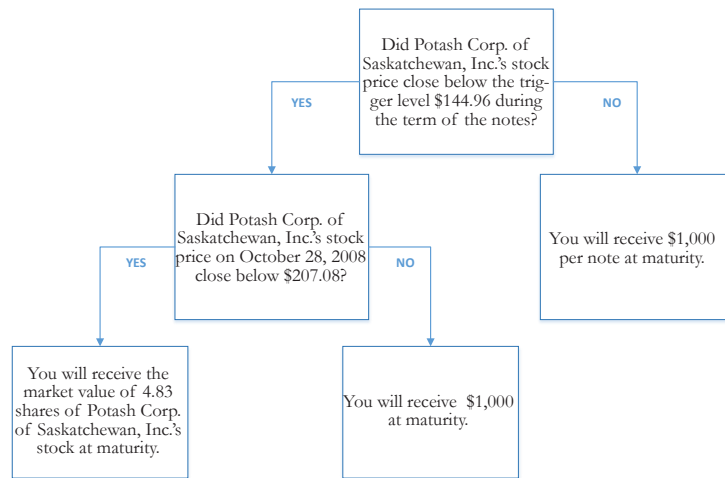 Did Potash Corp. of
Saskatchewan, Inc.'s stock
price close below the trig-
ger level $144.96 during
the term of the notes?
YES
NO
Did Potash Corp. of
Saskatchewan, Inc.'s stock
price on October 28, 2008
close below $207.08?
You will receive $1,000
per note at maturity.
YES
NO
You will receive the
market value of 4.83
shares of Potash Corp.
of Saskatchewan, Inc.'s
stock at maturity.
You will receive $1,000
at maturity.